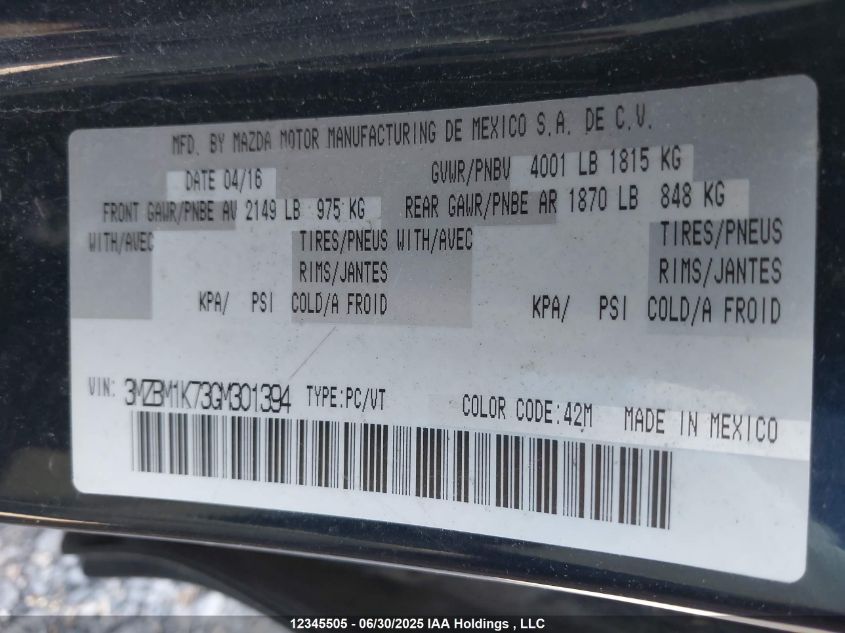 MFD. BY MAZDA MOTOR MANUFACTURING DE MEXICO S.A. DE C.V.
DATE 04/16 GVWR/PNBV 4001 LB 1815 KG
FRONT GAWR/PNBE AV 2149 LB 975 KG REAR GAWR/PNBE AR 1870 LB 848 KG
WITH/AVEC TIRES/PNEUS WITH/AVEC TIRES/PNEUS
RIMS/JANTES RIMS/JANTES
KPA/ PSI COLD/A FROID KPA/ PSI COLD/A FROID
VIN: 3MZBM1K73GM301394 TYPE:PC/VT COLOR CODE:42M MADE IN MEXICO
12345505 - 06/30/2025 IAA Holdings , LLC